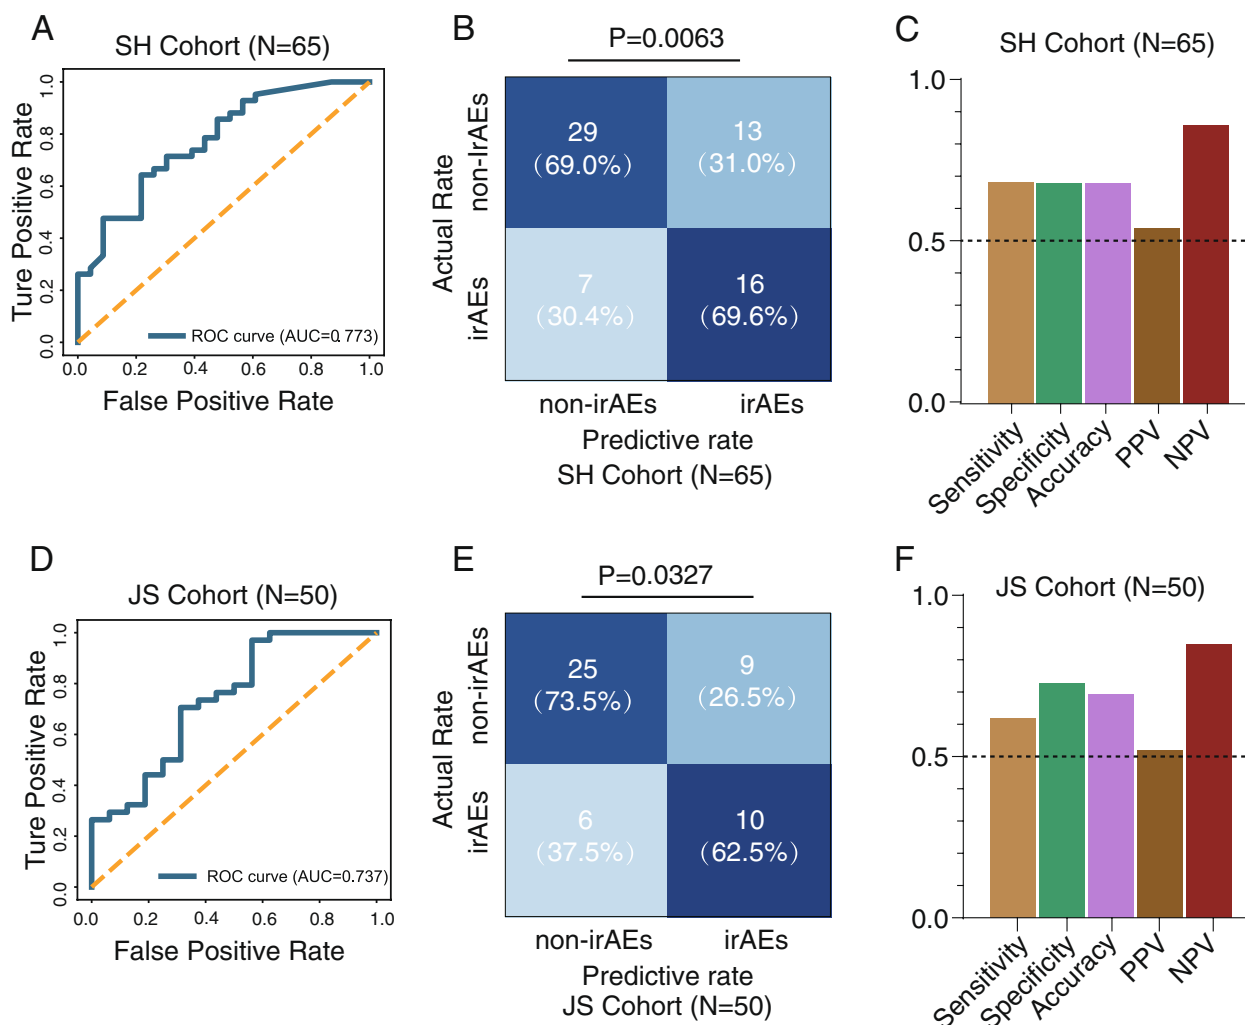 A
SH Cohort (N=65)
Ture Positive Rate
1.0
0.8
0.6
0.4
0.2
0.0
ROC curve (AUC=0.773)
0.0 0.2 0.4 0.6 0.8 1.0
False Positive Rate
B
P=0.0063
Actual Rate
non-IrAEs
irAEs
29
(69.0%)
13
(31.0%)
7
(30.4%)
16
(69.6%)
non-irAEs irAEs
Predictive rate
SH Cohort (N=65)
C
SH Cohort (N=65)
1.0
0.5
0.0
Sensitivity
Specificity
Accuracy
PPV
NPV
D
JS Cohort (N=50)
Ture Positive Rate
1.0
0.8
0.6
0.4
0.2
0.0
ROC curve (AUC=0.737)
0.0 0.2 0.4 0.6 0.8 1.0
False Positive Rate
E
P=0.0327
Actual Rate
non-irAEs
irAEs
25
(73.5%)
9
(26.5%)
6
(37.5%)
10
(62.5%)
non-irAEs irAEs
Predictive rate
JS Cohort (N=50)
F
JS Cohort (N=50)
1.0
0.5
0.0
Sensitivity
Specificity
Accuracy
PPV
NPV